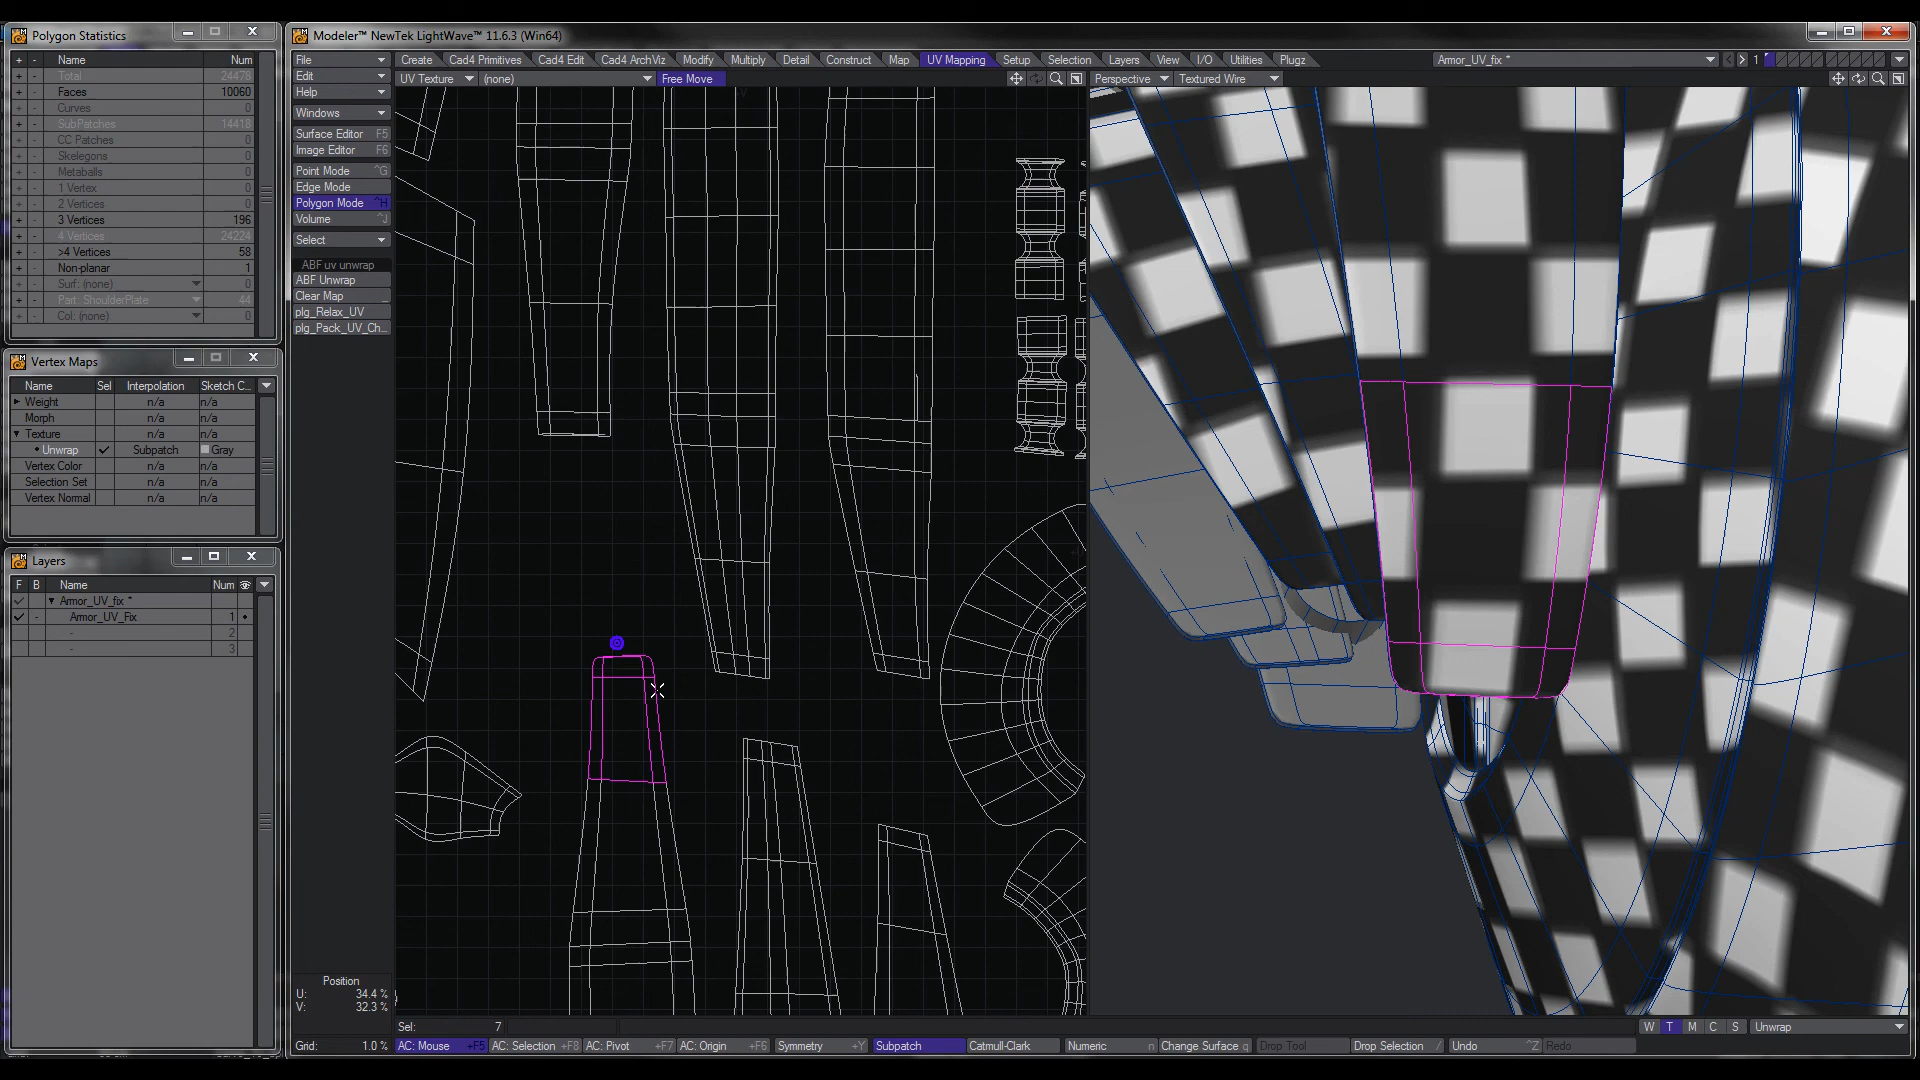 Polygon Statistics
+ - Name Num
+ - Total 24478
+ - Faces 10060
+ - Curves 0
+ - SubPatches 14418
+ - CC Patches 0
+ - Skelegons 0
+ - Metaballs 0
+ - 1 Vertex 0
+ - 2 Vertices 0
+ - 3 Vertices 196
+ - 4 Vertices 24224
+ - >4 Vertices 58
+ - Non-planar 1
+ - Surf: (none) 0
+ - Part: ShoulderPlate 44
+ - Col: (none) 0
Vertex Maps
Name Sel Interpolation Sketch C...
Weight n/a n/a
Morph n/a n/a
Texture n/a n/a
Unwrap Subpatch Gray
Vertex Color n/a n/a
Selection Set n/a n/a
Vertex Normal n/a n/a
Layers
F B Name Num
Armor_UV_fix *
- Armor_UV_Fix 1
- 2
- 3
Modeler™ NewTek LightWave™ 11.6.3 (Win64)
File
Edit
Help
Windows
Surface Editor F5
Image Editor F6
Point Mode ^G
Edge Mode
Polygon Mode ^H
Volume ^J
Select
ABF uv unwrap
ABF Unwrap
Clear Map _
plg_Relax_UV
plg_Pack_UV_Ch...
Position
U: 34.4 %
V: 32.3 %
Create Cad4 Primitives Cad4 Edit Cad4 ArchViz Modify Multiply Detail Construct Map UV Mapping Setup Selection Layers View I/O Utilities Plugz Armor_UV_fix * 1
UV Texture (none) Free Move
Perspective Textured Wire
Sel: 7
W T M C S Unwrap
Grid: 1.0 % AC: Mouse +F5 AC: Selection +F8 AC: Pivot +F7 AC: Origin +F6 Symmetry +Y Subpatch Catmull-Clark Numeric n Change Surface q Drop Tool Drop Selection / Undo ^Z Redo